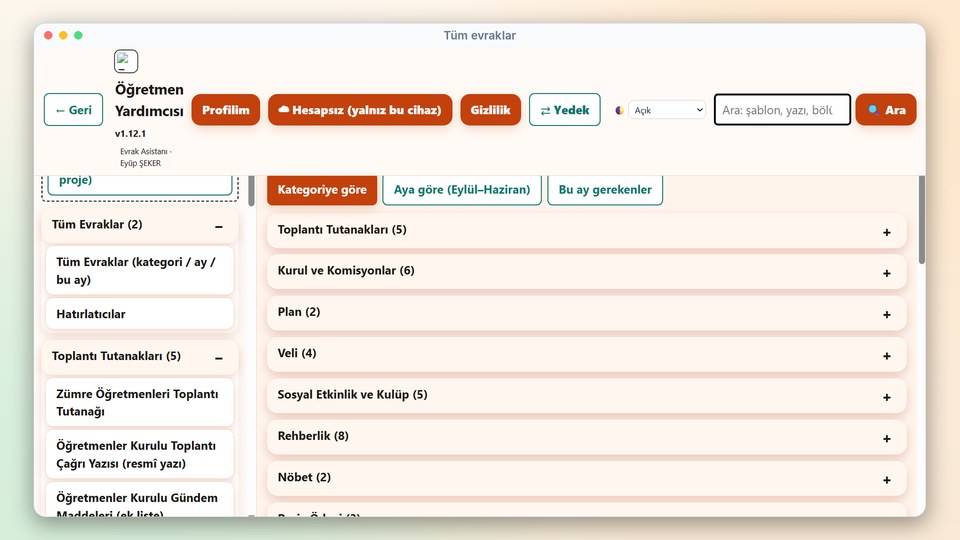 Tüm evraklar
← Geri
Öğretmen
Yardımcısı
v1.12.1
Evrak Asistanı ·
Eyüp ŞEKER
Profilim
Hesapsız (yalnız bu cihaz)
Gizlilik
⇄ Yedek
Açık
Ara: şablon, yazı, bölü
Ara
proje)
Tüm Evraklar (2) –
Tüm Evraklar (kategori / ay /
bu ay)
Hatırlatıcılar
Toplantı Tutanakları (5) –
Zümre Öğretmenleri Toplantı
Tutanağı
Öğretmenler Kurulu Toplantı
Çağrı Yazısı (resmî yazı)
Öğretmenler Kurulu Gündem
Maddeleri (ek liste)
Kategoriye göre
Aya göre (Eylül–Haziran)
Bu ay gerekenler
Toplantı Tutanakları (5) +
Kurul ve Komisyonlar (6) +
Plan (2) +
Veli (4) +
Sosyal Etkinlik ve Kulüp (5) +
Rehberlik (8) +
Nöbet (2) +